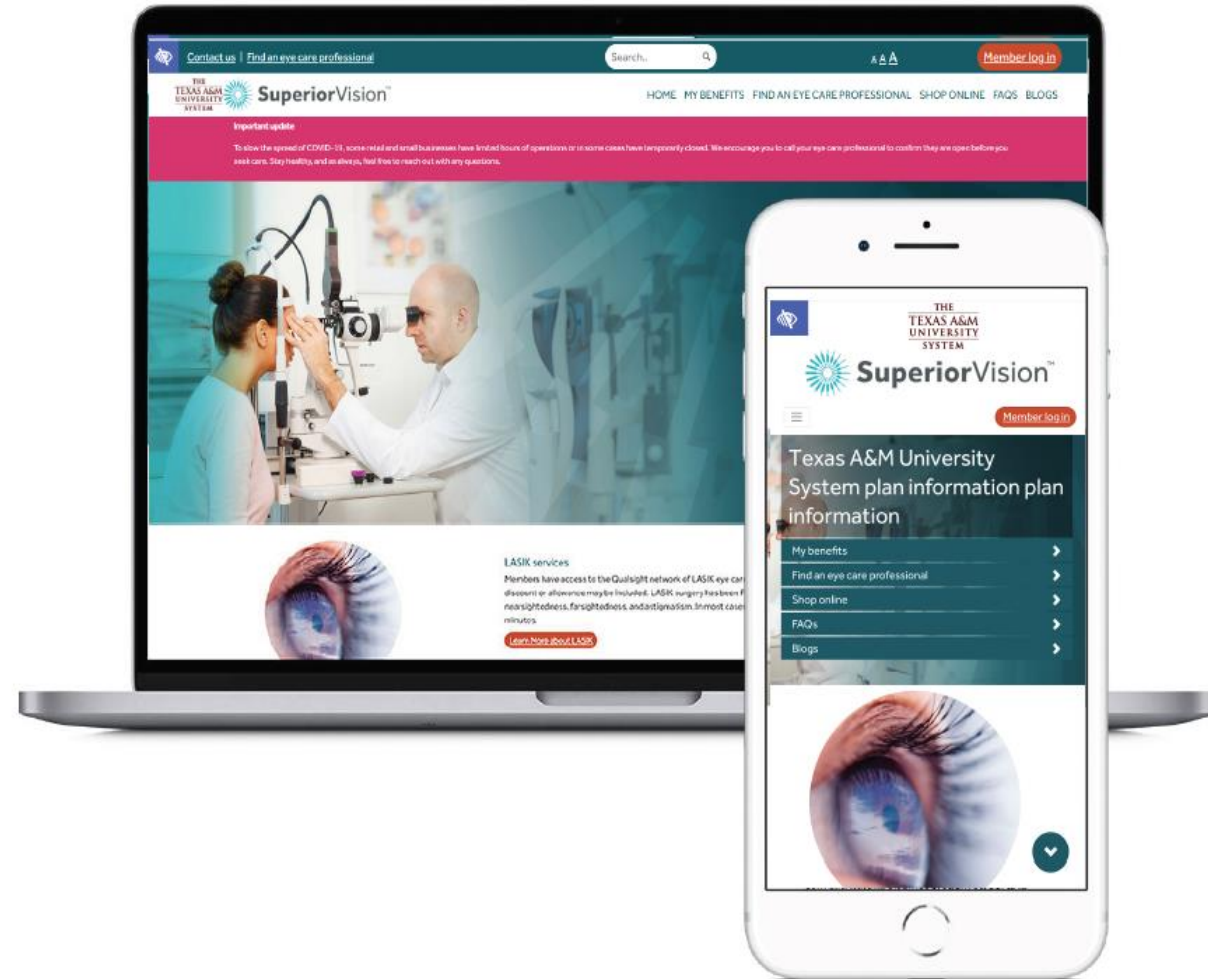 Contact us | Find an eye care professional
Search..
A A A
Member log in
THE
TEXAS A&M
UNIVERSITY
SYSTEM
SuperiorVision™
HOME MY BENEFITS FIND AN EYE CARE PROFESSIONAL SHOP ONLINE FAQS BLOGS
Important update
To slow the spread of COVID-19, some retail and small businesses have limited hours of operations or in some cases have temporarily closed. We encourage you to call your eye care professional to confirm they are open before you
seek care. Stay healthy, and as always, feel free to reach out with any questions.
LASIK services
Members have access to the Qualsight network of LASIK eye car
discount or allowance may be included. LASIK surgery has been f
nearsightedness, farsightedness, and astigmatism. In most cases
minutes.
Learn More about LASIK
THE
TEXAS A&M
UNIVERSITY
SYSTEM
SuperiorVision™
Member log in
Texas A&M University
System plan information plan
information
My benefits
Find an eye care professional
Shop online
FAQs
Blogs